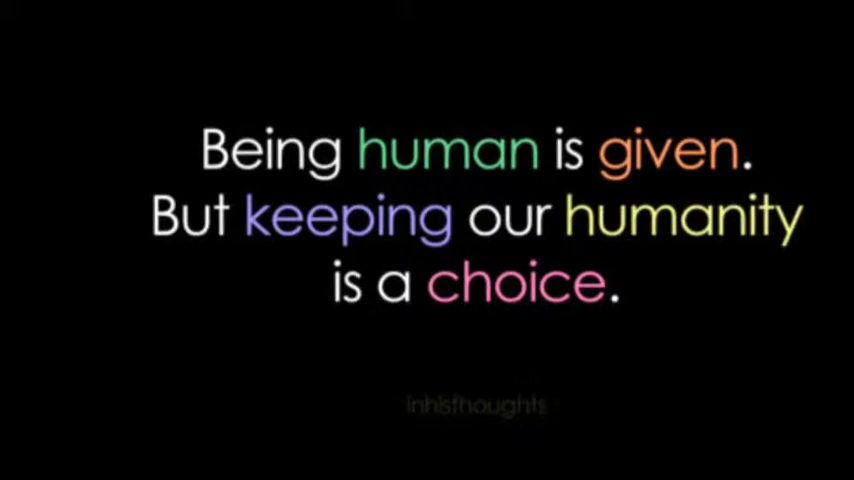 Being human is given.
But keeping our humanity
is a choice.
inhisthoughts